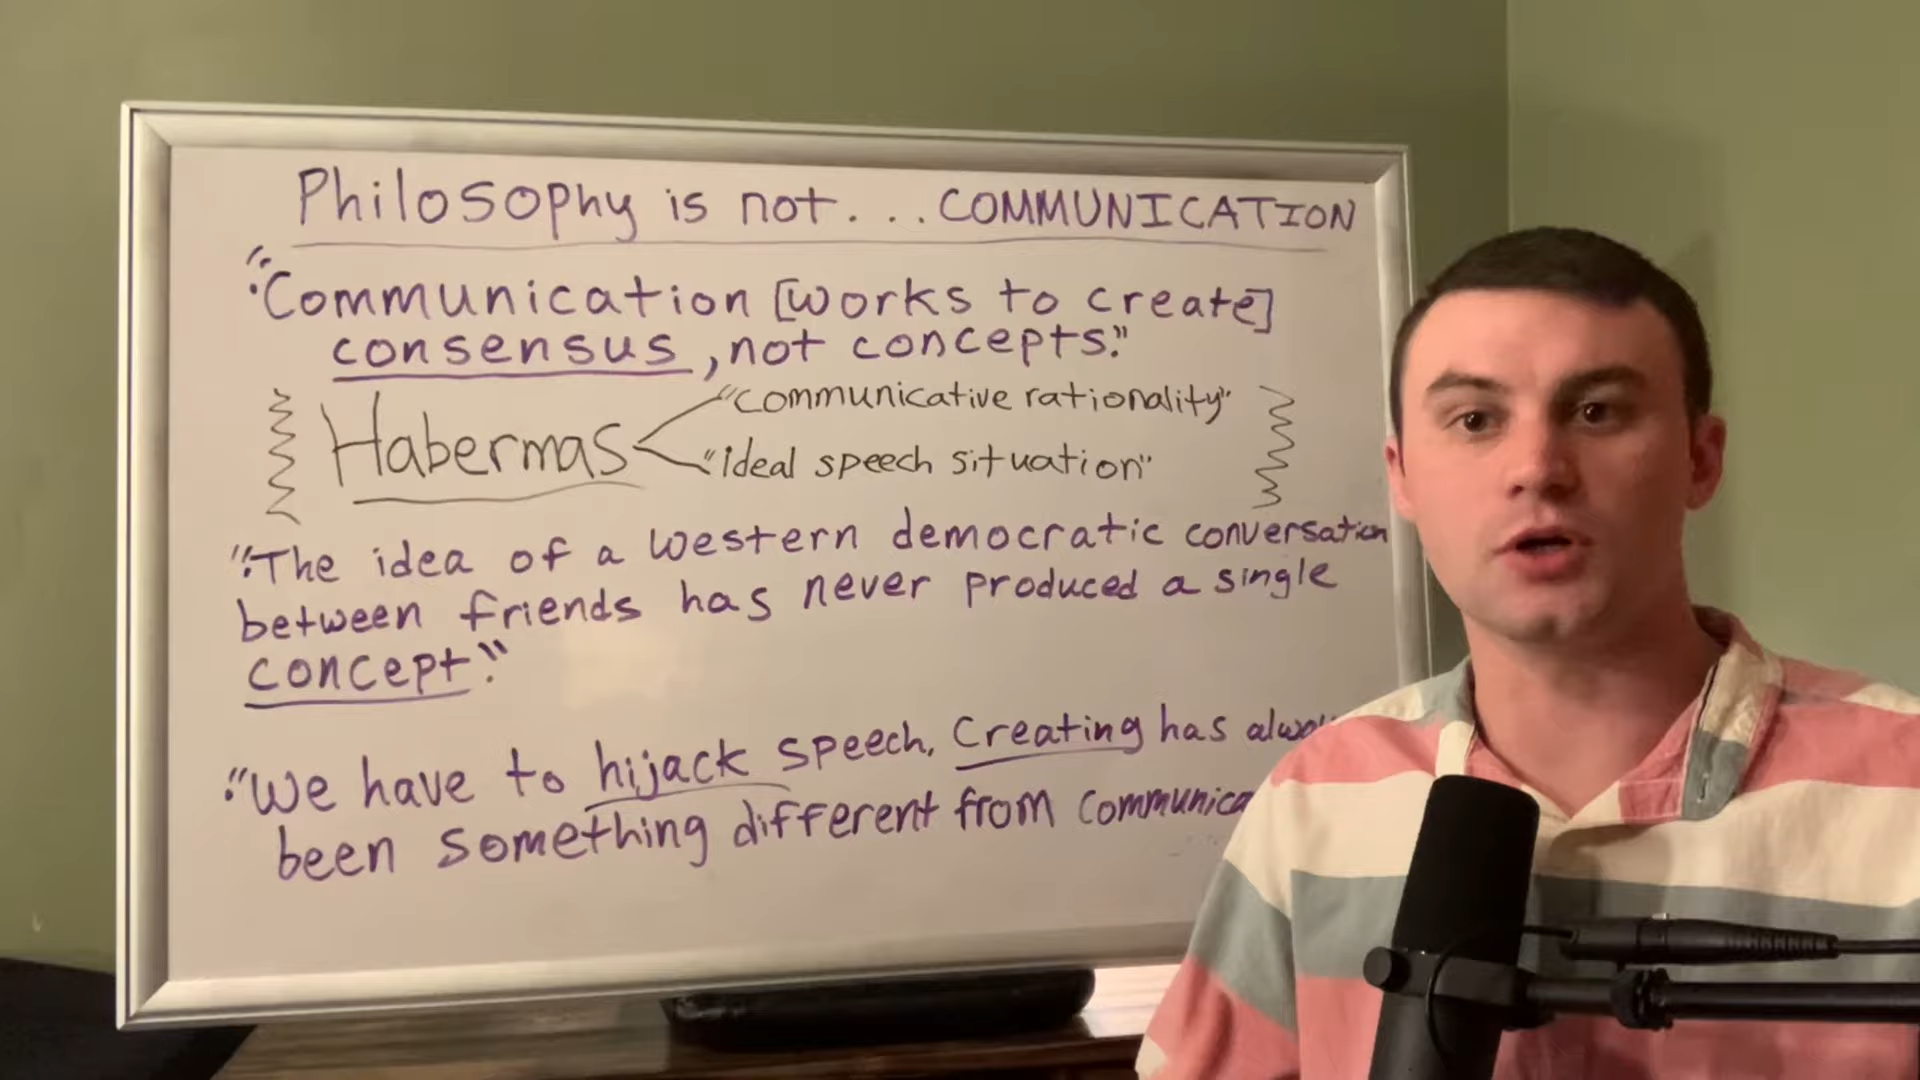 Philosophy is not... COMMUNICATION
"Communication [works to create]
consensus, not concepts."
Habermas
"communicative rationality"
"ideal speech situation"
"The idea of a western democratic conversation
between friends has never produced a single
concept."
"We have to hijack speech. Creating has
been something different from